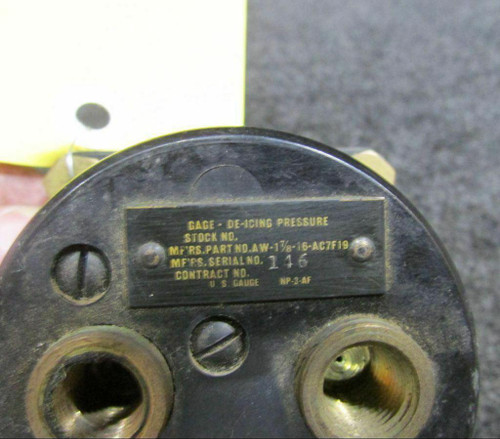 GAGE - DE-ICING PRESSURE
STOCK NO.
MF'RS. PART NO. AW-1⅞-16-AC7F19
MF'RS. SERIAL NO. 146
CONTRACT NO.
U S GAUGE NP-2-AF